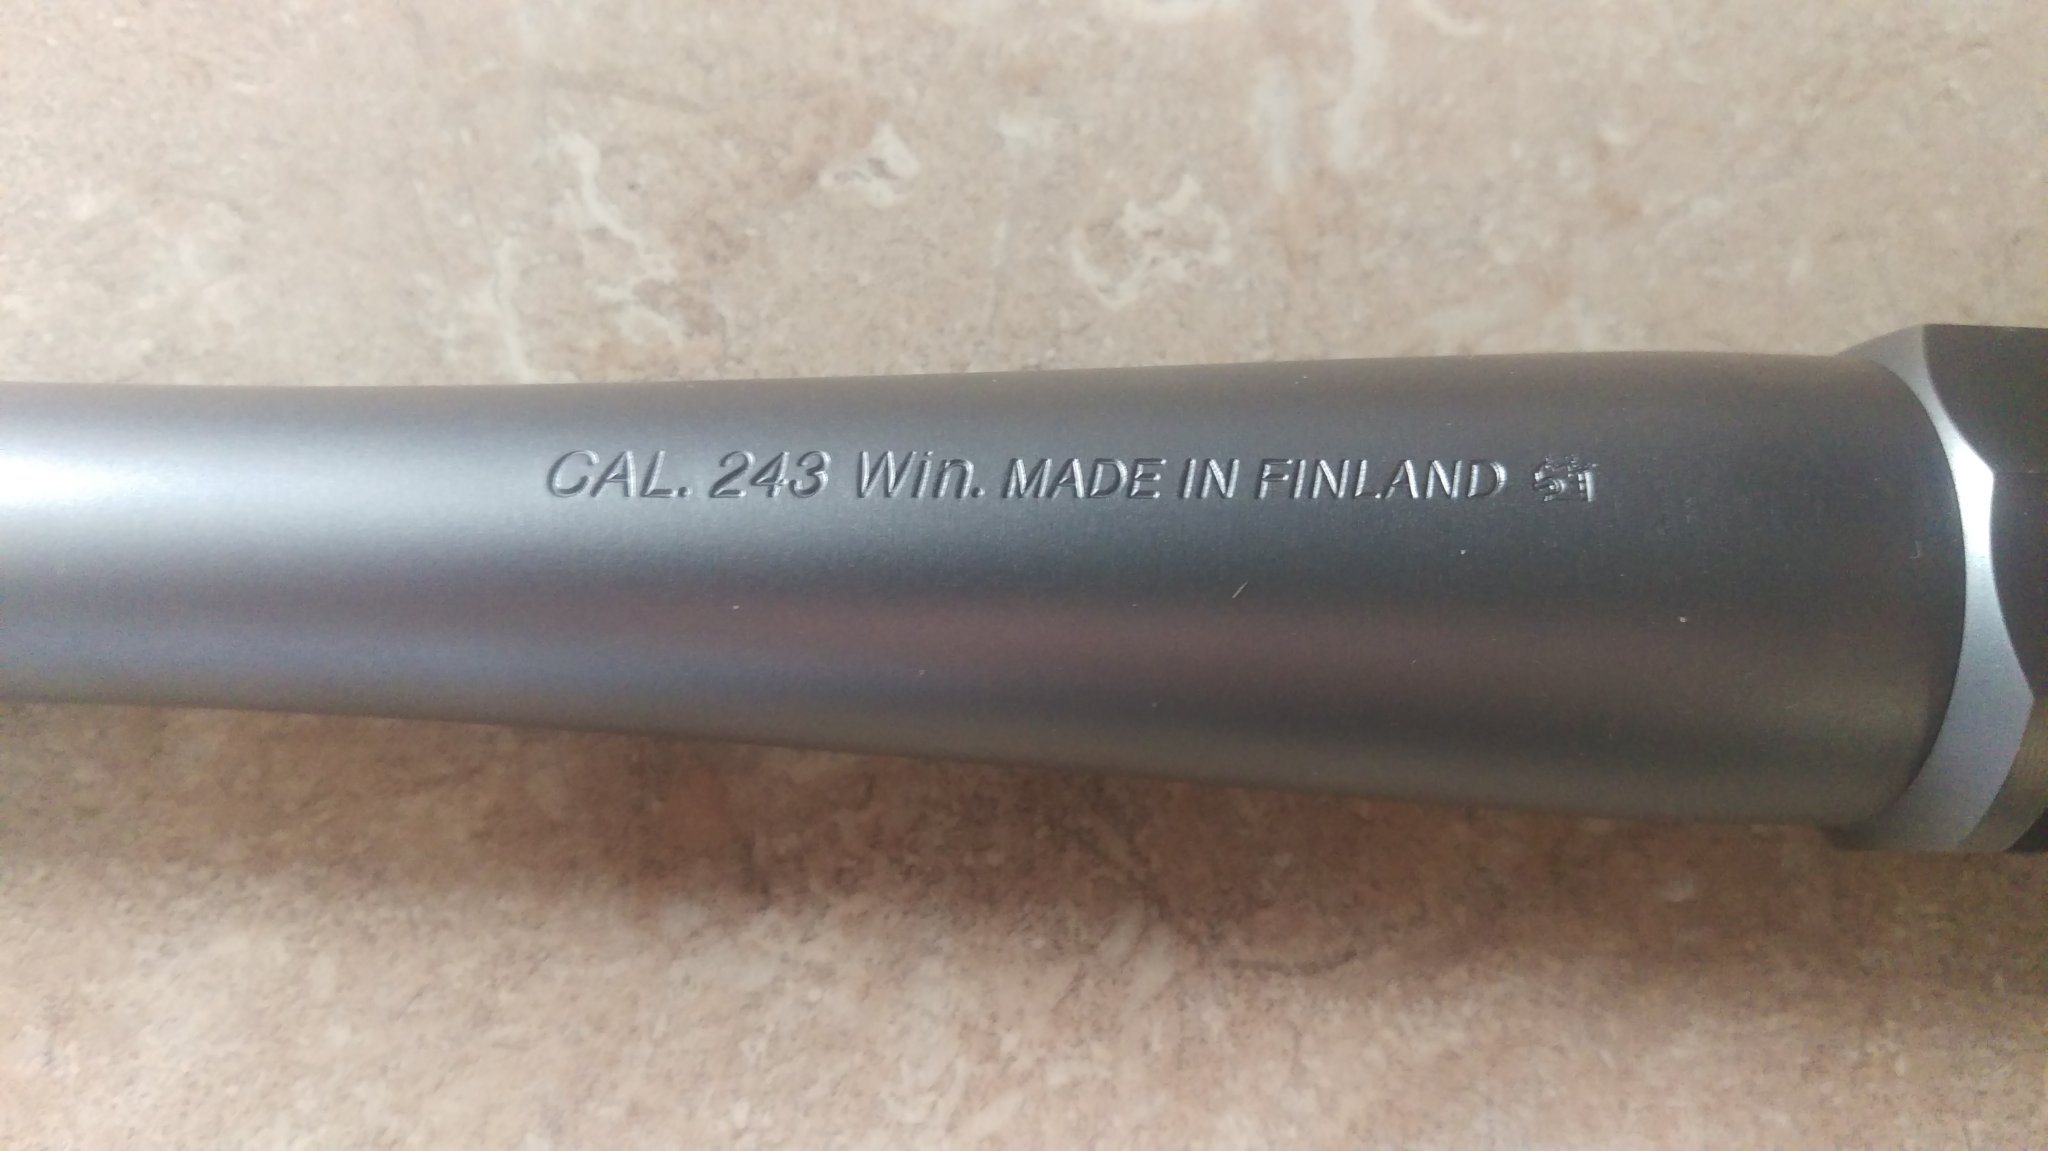 CAL. 243 Win. MADE IN FINLAND